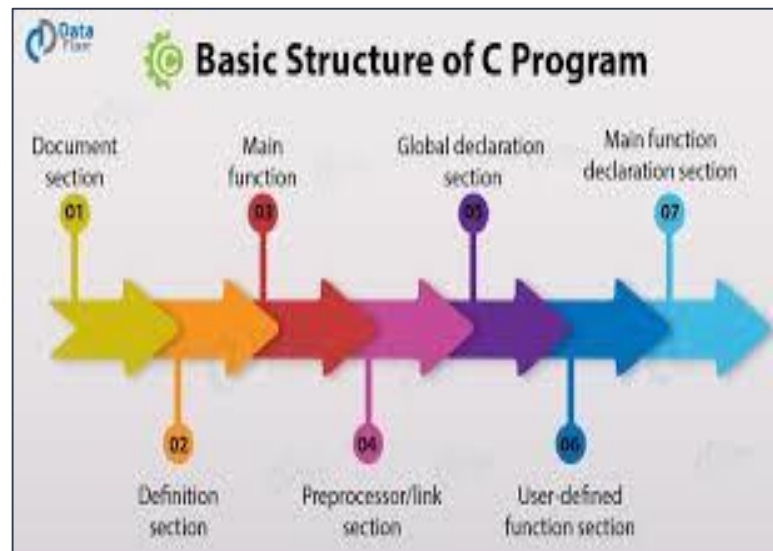 Data
Flair
Basic Structure of C Program
Document
section
01
Main
function
03
Global declaration
section
05
Main function
declaration section
07
02
Definition
section
04
Preprocessor/link
section
06
User-defined
function section